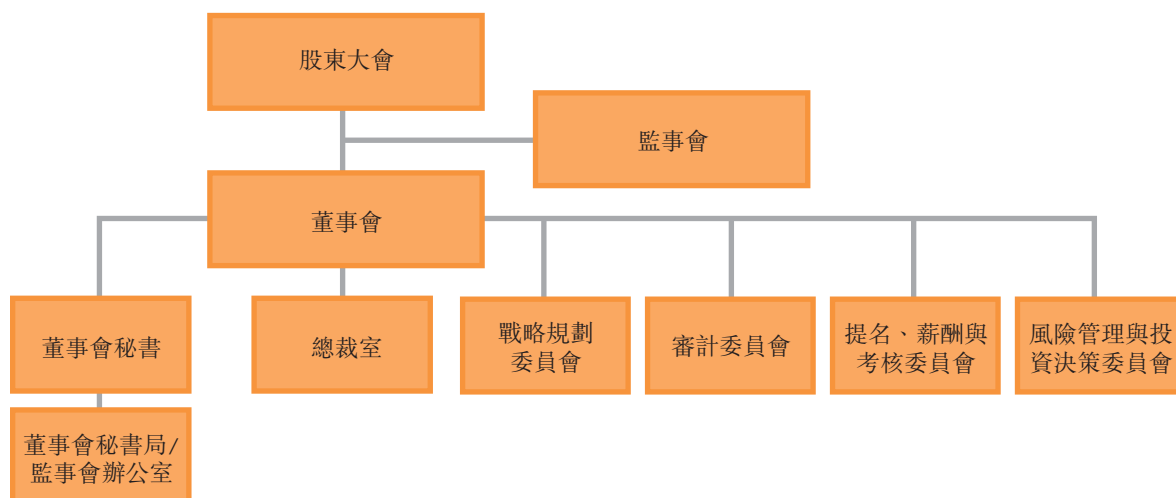 股東大會
監事會
董事會
董事會秘書
總裁室
戰略規劃
委員會
審計委員會
提名、薪酬與
考核委員會
風險管理與投
資決策委員會
董事會秘書局/
監事會辦公室